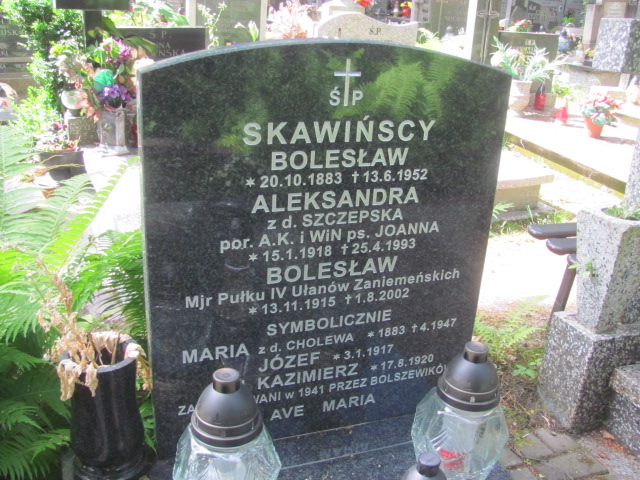 Ś P
SKAWIŃSCY
BOLESŁAW
* 20.10.1883 † 13.6.1952
ALEKSANDRA
z d. SZCZEPSKA
por. A.K. i WiN ps. JOANNA
* 15.1.1918 † 25.4.1993
BOLESŁAW
Mjr Pułku IV Ułanów Zaniemeńskich
* 13.11.1915 † 1.8.2002
SYMBOLICZNIE
MARIA z d. CHOLEWA * 1883 † 4.1947
JÓZEF * 3.1.1917
KAZIMIERZ * 17.8.1920
W 1941 PRZEZ BOLSZEWIKÓW
AVE MARIA
Ś.P.